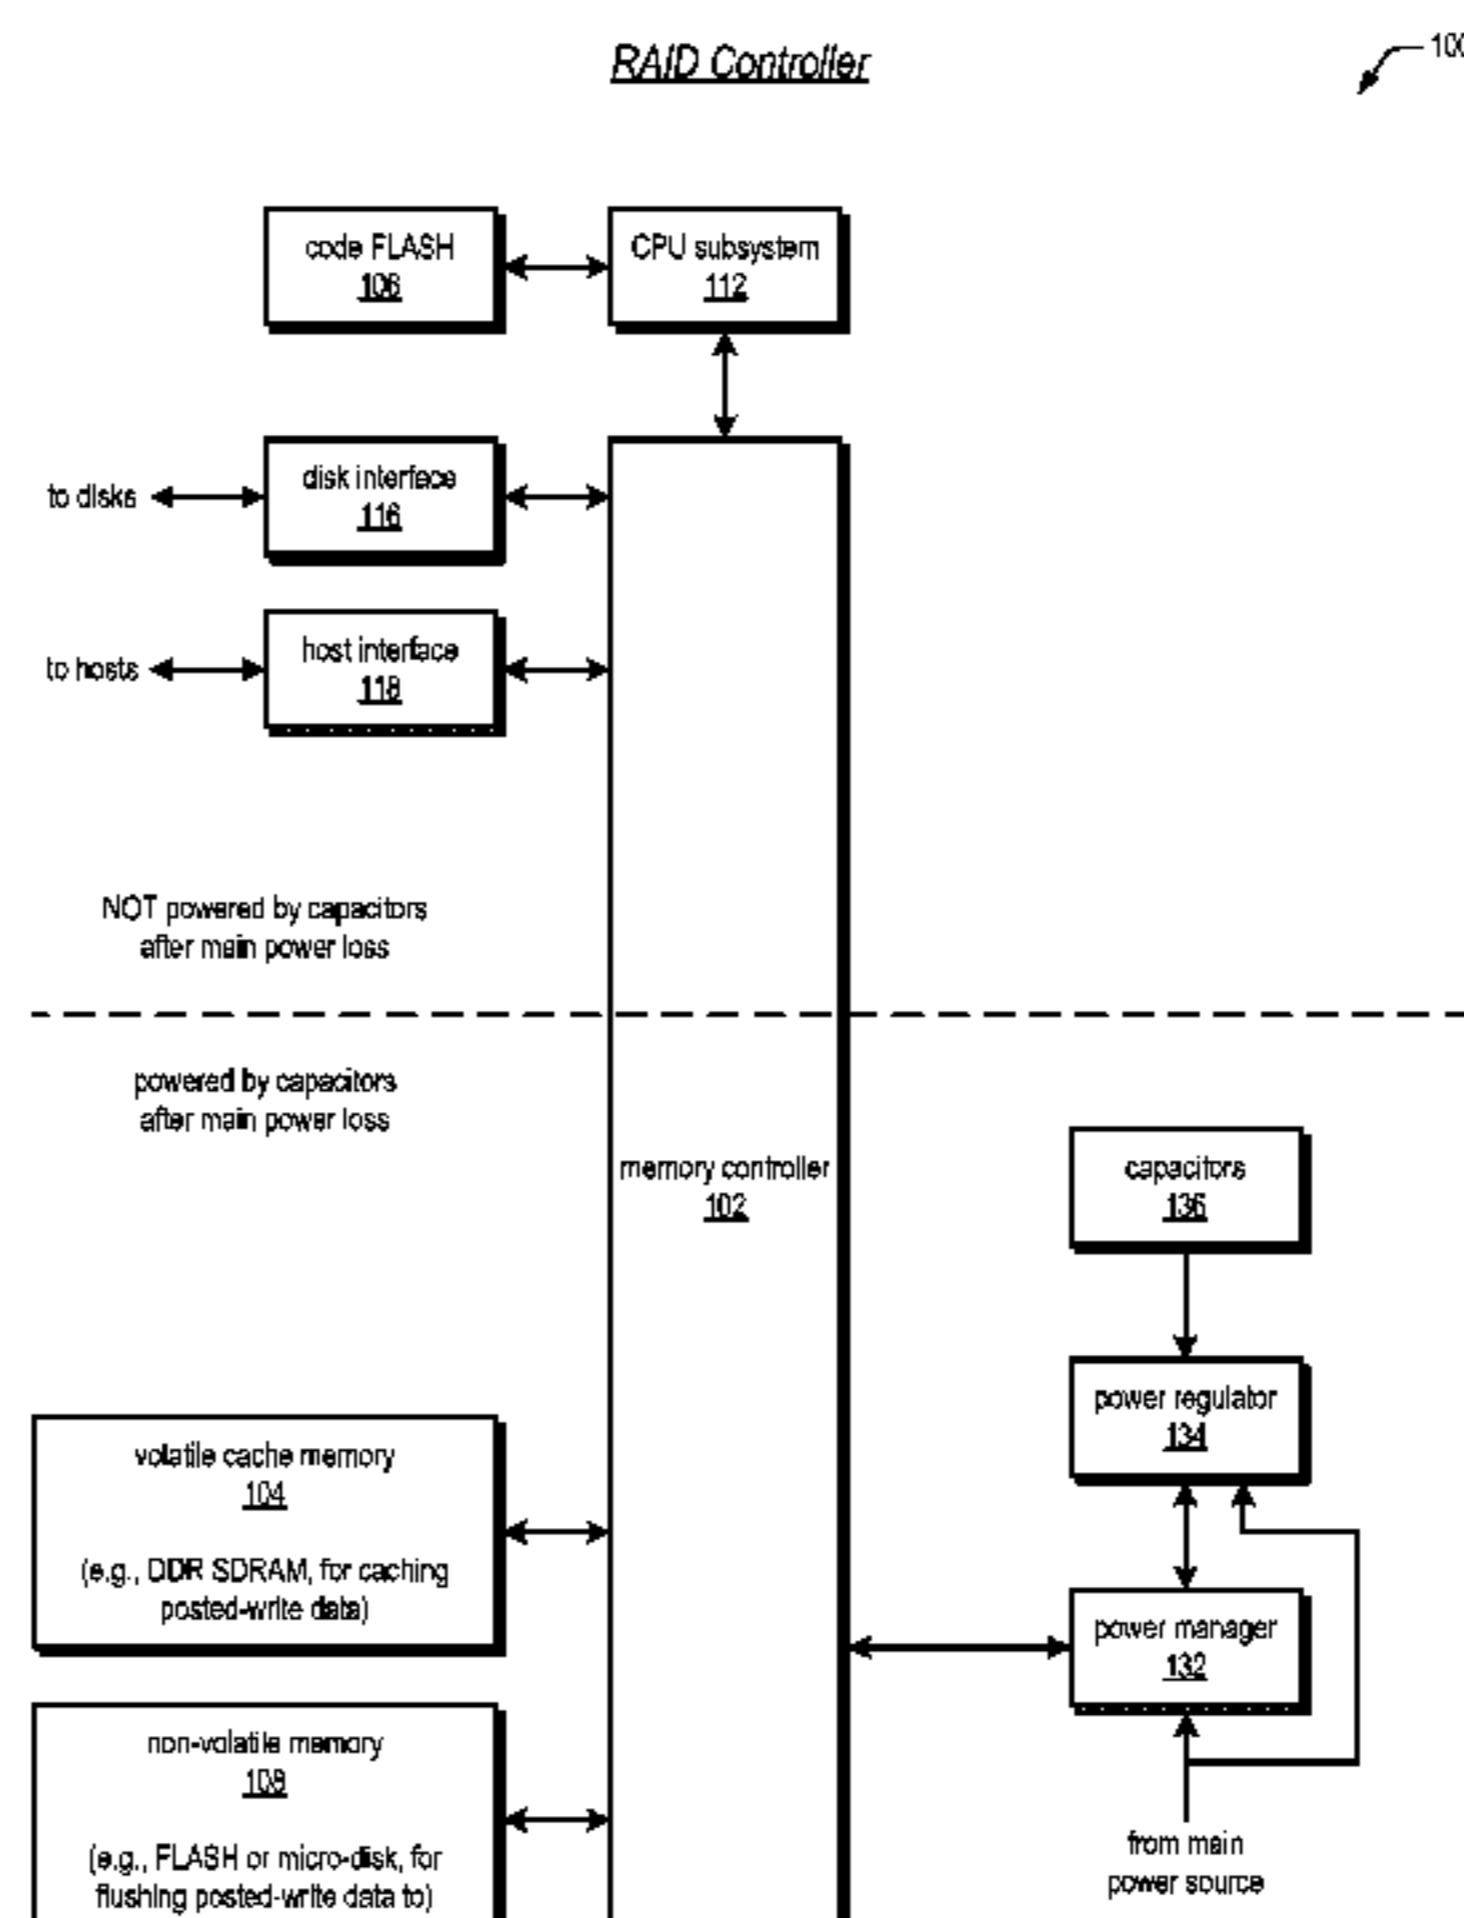 RAID Controller
100
code FLASH
106
CPU subsystem
112
to disks
disk interface
116
to hosts
host interface
118
NOT powered by capacitors
after main power loss
powered by capacitors
after main power loss
memory controller
102
capacitors
136
power regulator
134
volatile cache memory
104
(e.g., DDR SDRAM, for caching
posted-write data)
power manager
132
non-volatile memory
108
(e.g., FLASH or micro-disk, for
flushing posted-write data to)
from main
power source